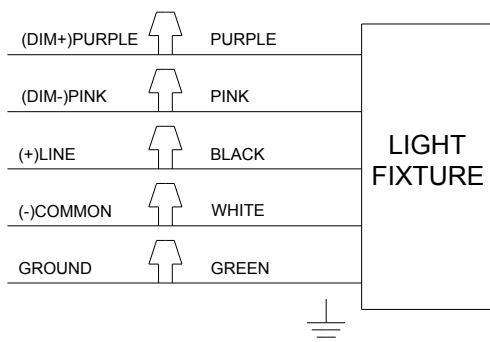 (DIM+)PURPLE PURPLE
(DIM-)PINK PINK
(+)LINE BLACK
(-)COMMON WHITE
GROUND GREEN
LIGHT
FIXTURE